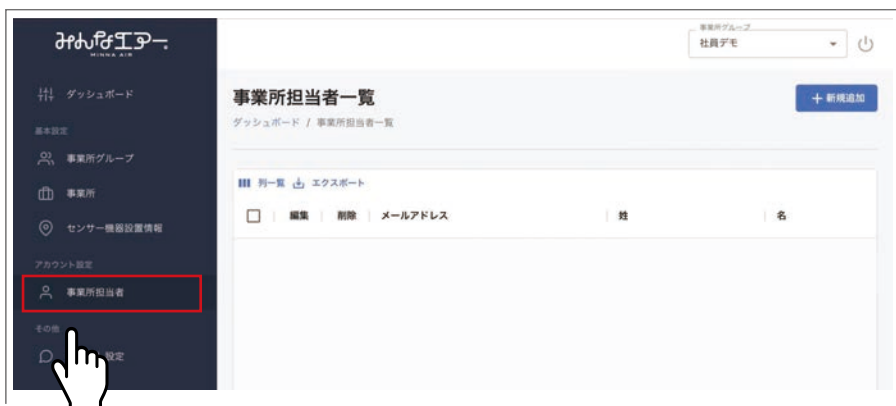 みんなエアー
MINNA AIR
事業所グループ
社員デモ
ダッシュボード
基本設定
事業所グループ
事業所
センサー機器設置情報
アカウント設定
事業所担当者
その他
設定
事業所担当者一覧
ダッシュボード / 事業所担当者一覧
+ 新規追加
列一覧 エクスポート
編集 削除 メールアドレス 姓 名